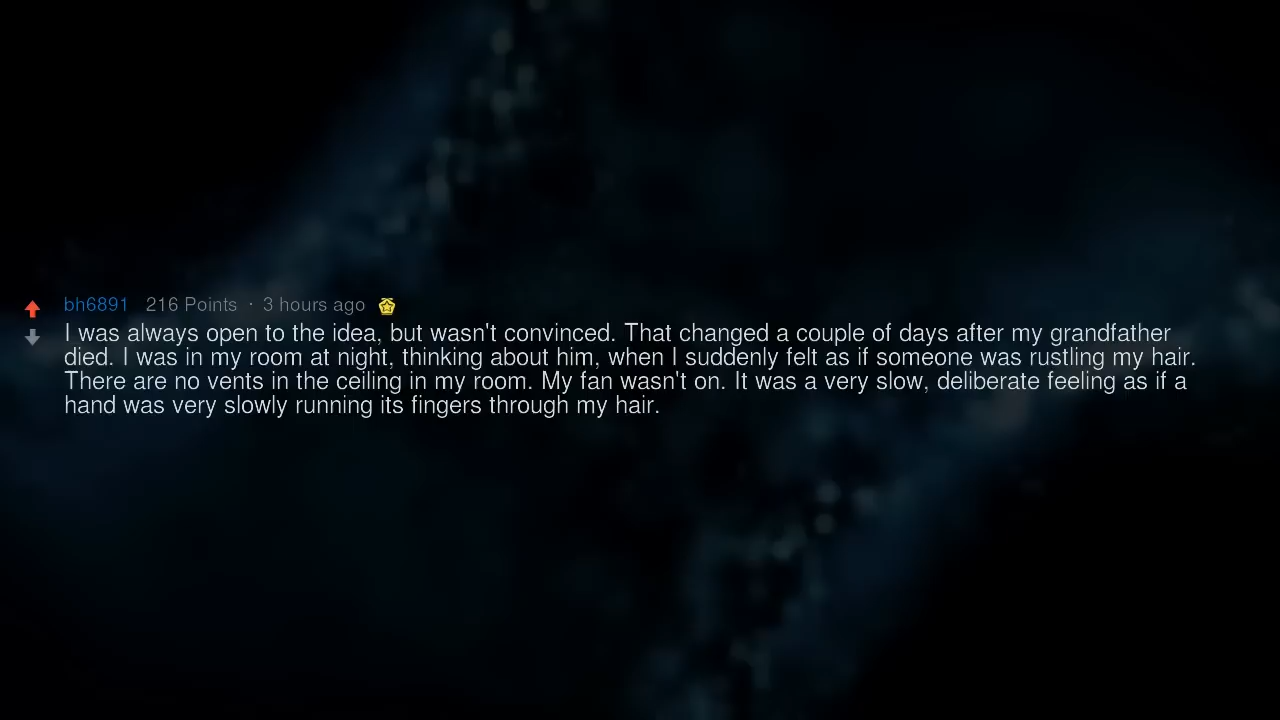 bh6891 216 Points · 3 hours ago
I was always open to the idea, but wasn't convinced. That changed a couple of days after my grandfather
died. I was in my room at night, thinking about him, when I suddenly felt as if someone was rustling my hair.
There are no vents in the ceiling in my room. My fan wasn't on. It was a very slow, deliberate feeling as if a
hand was very slowly running its fingers through my hair.